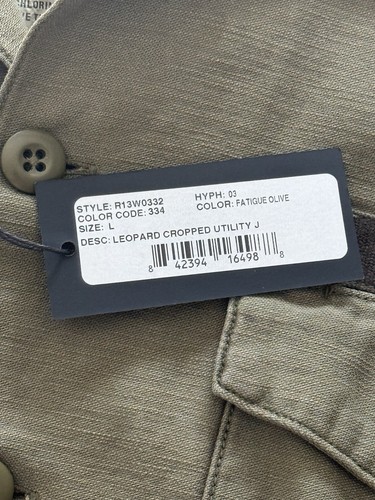 STYLE: R13W0332 HYPH: 03
COLOR CODE: 334 COLOR: FATIGUE OLIVE
SIZE: L
DESC: LEOPARD CROPPED UTILITY J
8 42394 16498 8